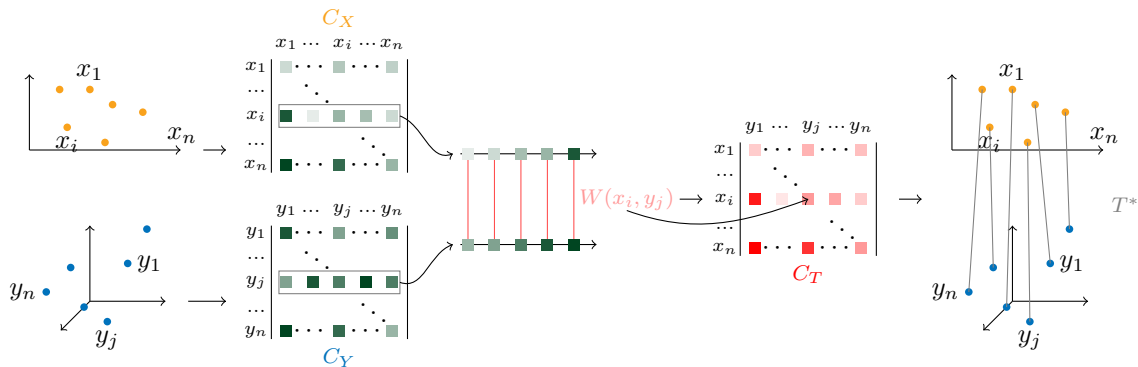 x_1
x_i
x_n
C_X
x_1 ... x_i ... x_n
x_1
...
x_i
...
x_n
y_1
y_n
y_j
y_1 ... y_j ... y_n
y_1
...
y_j
...
y_n
C_Y
W(x_i, y_j)
y_1 ... y_j ... y_n
x_1
...
x_i
...
x_n
C_T
x_1
x_i
x_n
T^*
y_1
y_n
y_j